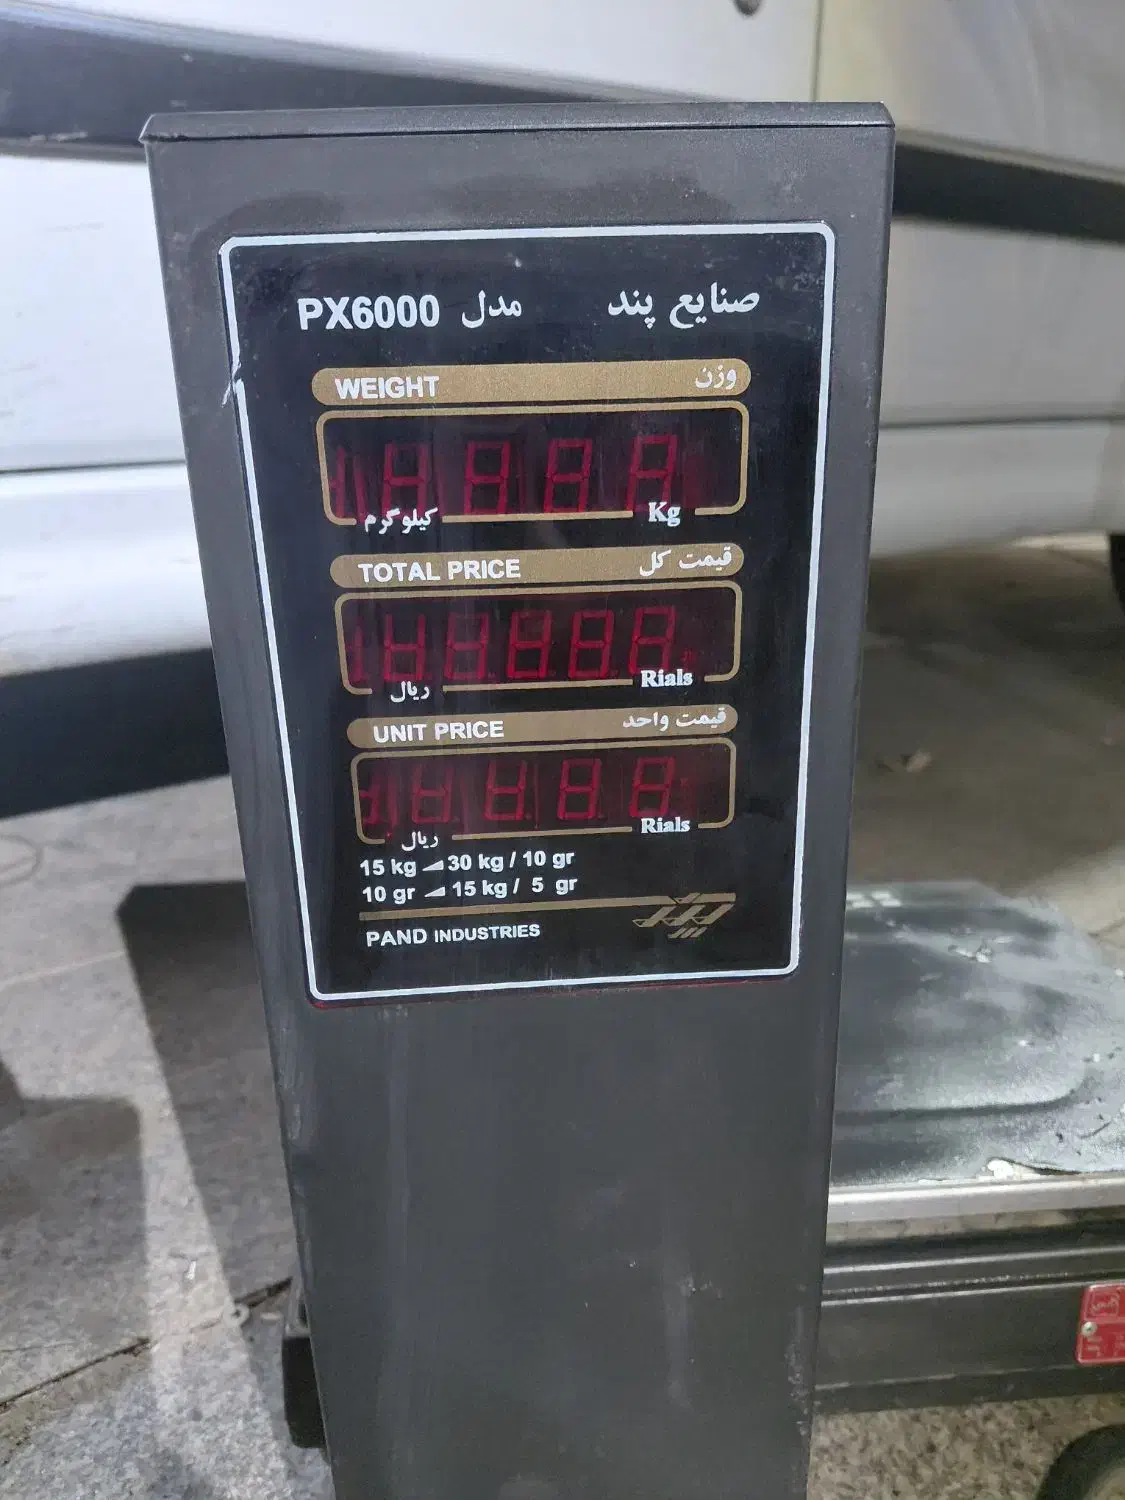 صنایع پند مدل PX6000
WEIGHT وزن
کیلوگرم Kg
TOTAL PRICE قیمت کل
ریال Rials
UNIT PRICE قیمت واحد
ریال Rials
15 kg ◢ 30 kg / 10 gr
10 gr ◢ 15 kg / 5 gr
PAND INDUSTRIES